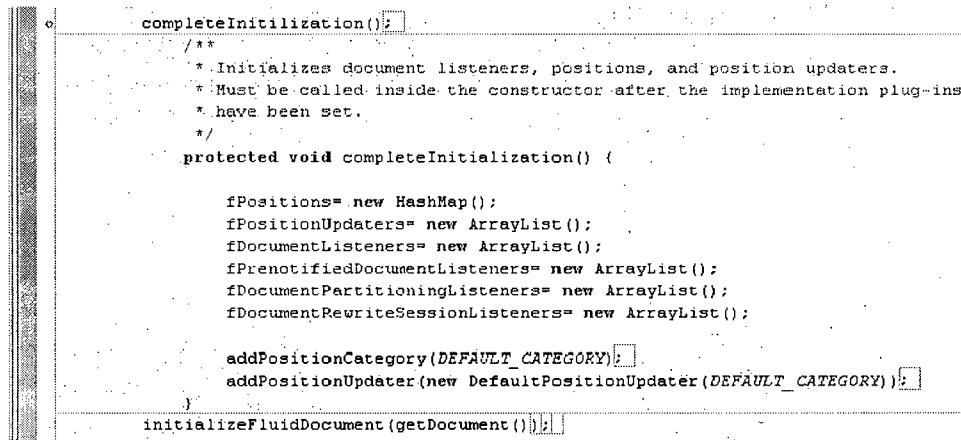 completeInitilization();
/**
* Initializes document listeners, positions, and position updaters.
* Must be called inside the constructor after the implementation plug-ins
* have been set.
*/
protected void completeInitialization() {
fPositions= new HashMap();
fPositionUpdaters= new ArrayList();
fDocumentListeners= new ArrayList();
fPrenotifiedDocumentListeners= new ArrayList();
fDocumentPartitioningListeners= new ArrayList();
fDocumentRewriteSessionListeners= new ArrayList();
addPositionCategory(DEFAULT_CATEGORY);
addPositionUpdater(new DefaultPositionUpdater(DEFAULT_CATEGORY));
}
initializeFluidDocument(getDocument());